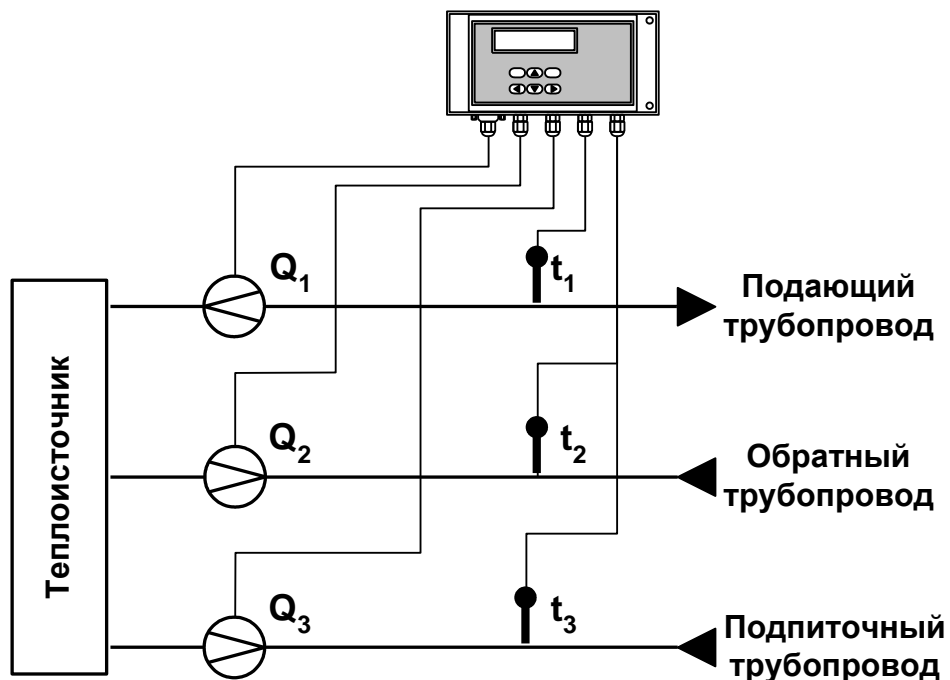 Q1
t1
Подающий
трубопровод
Теплоисточник
Q2
t2
Обратный
трубопровод
Q3
t3
Подпиточный
трубопровод